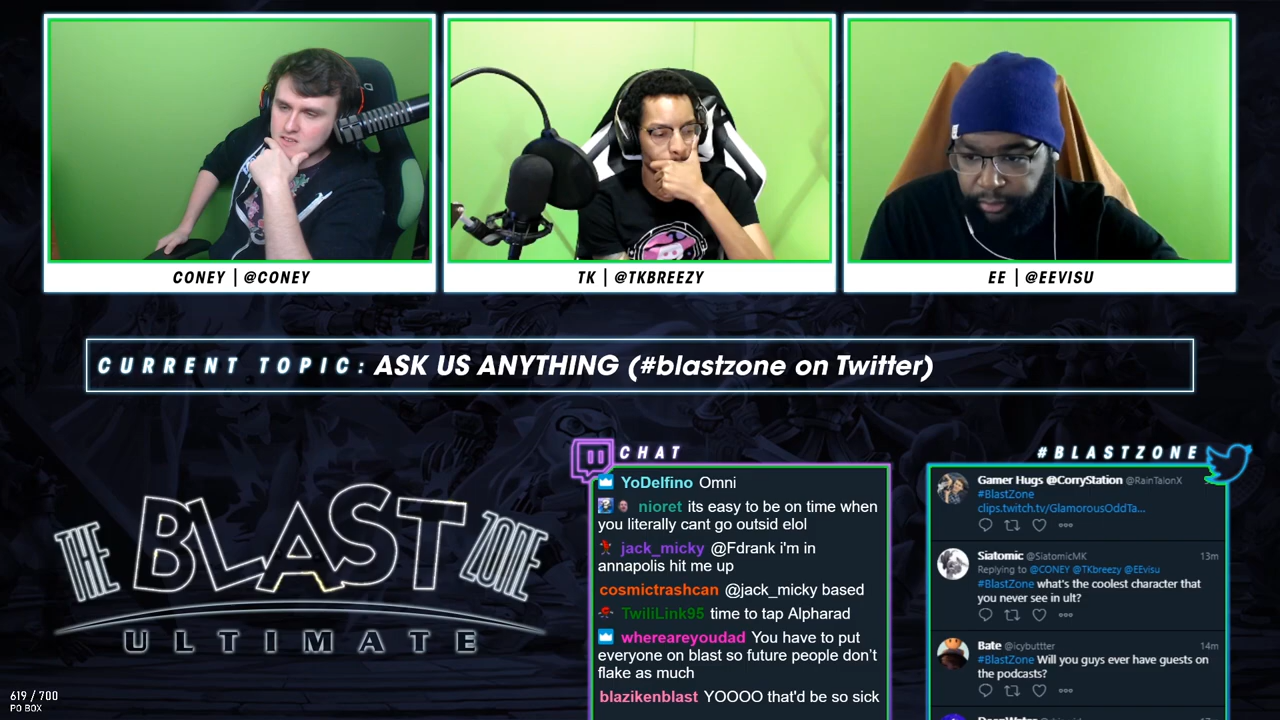 CONEY | @CONEY
TK | @TKBREEZY
EE | @EEVISU
CURRENT TOPIC: ASK US ANYTHING (#blastzone on Twitter)
THE BLAST ZONE
ULTIMATE
619 / 700
PO BOX
CHAT
YoDelfino Omni
nioret its easy to be on time when
you literally cant go outsid elol
jack_micky @Fdrank i'm in
annapolis hit me up
cosmictrashcan @jack_micky based
TwiliLink95 time to tap Alpharad
whereareyoudad You have to put
everyone on blast so future people don't
flake as much
blazikenblast YOOOO that'd be so sick
#BLASTZONE
Gamer Hugs @CorryStation @RainTalonX
#BlastZone
clips.twitch.tv/GlamorousOddTa...
Siatomic @SiatomicMK 13m
Replying to @CONEY @TKbreezy @EEvisu
#BlastZone what's the coolest character that
you never see in ult?
Bate @icybuttter 14m
#BlastZone Will you guys ever have guests on
the podcasts?